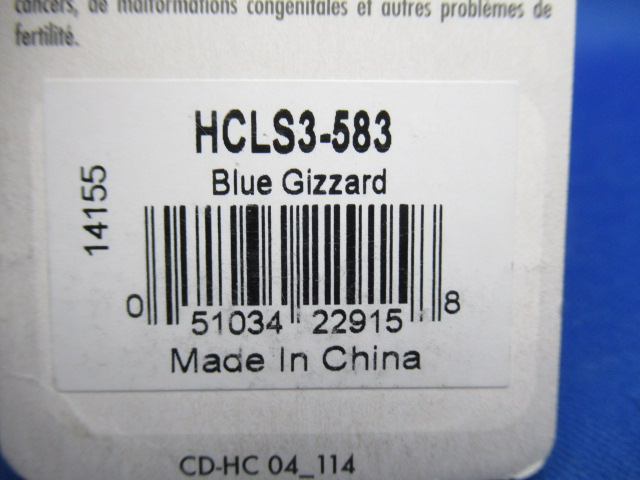 cancers, de malformations congénitales et autres problèmes de
fertilité.
HCLS3-583
Blue Gizzard
14155
0 51034 22915 8
Made In China
CD-HC 04_114